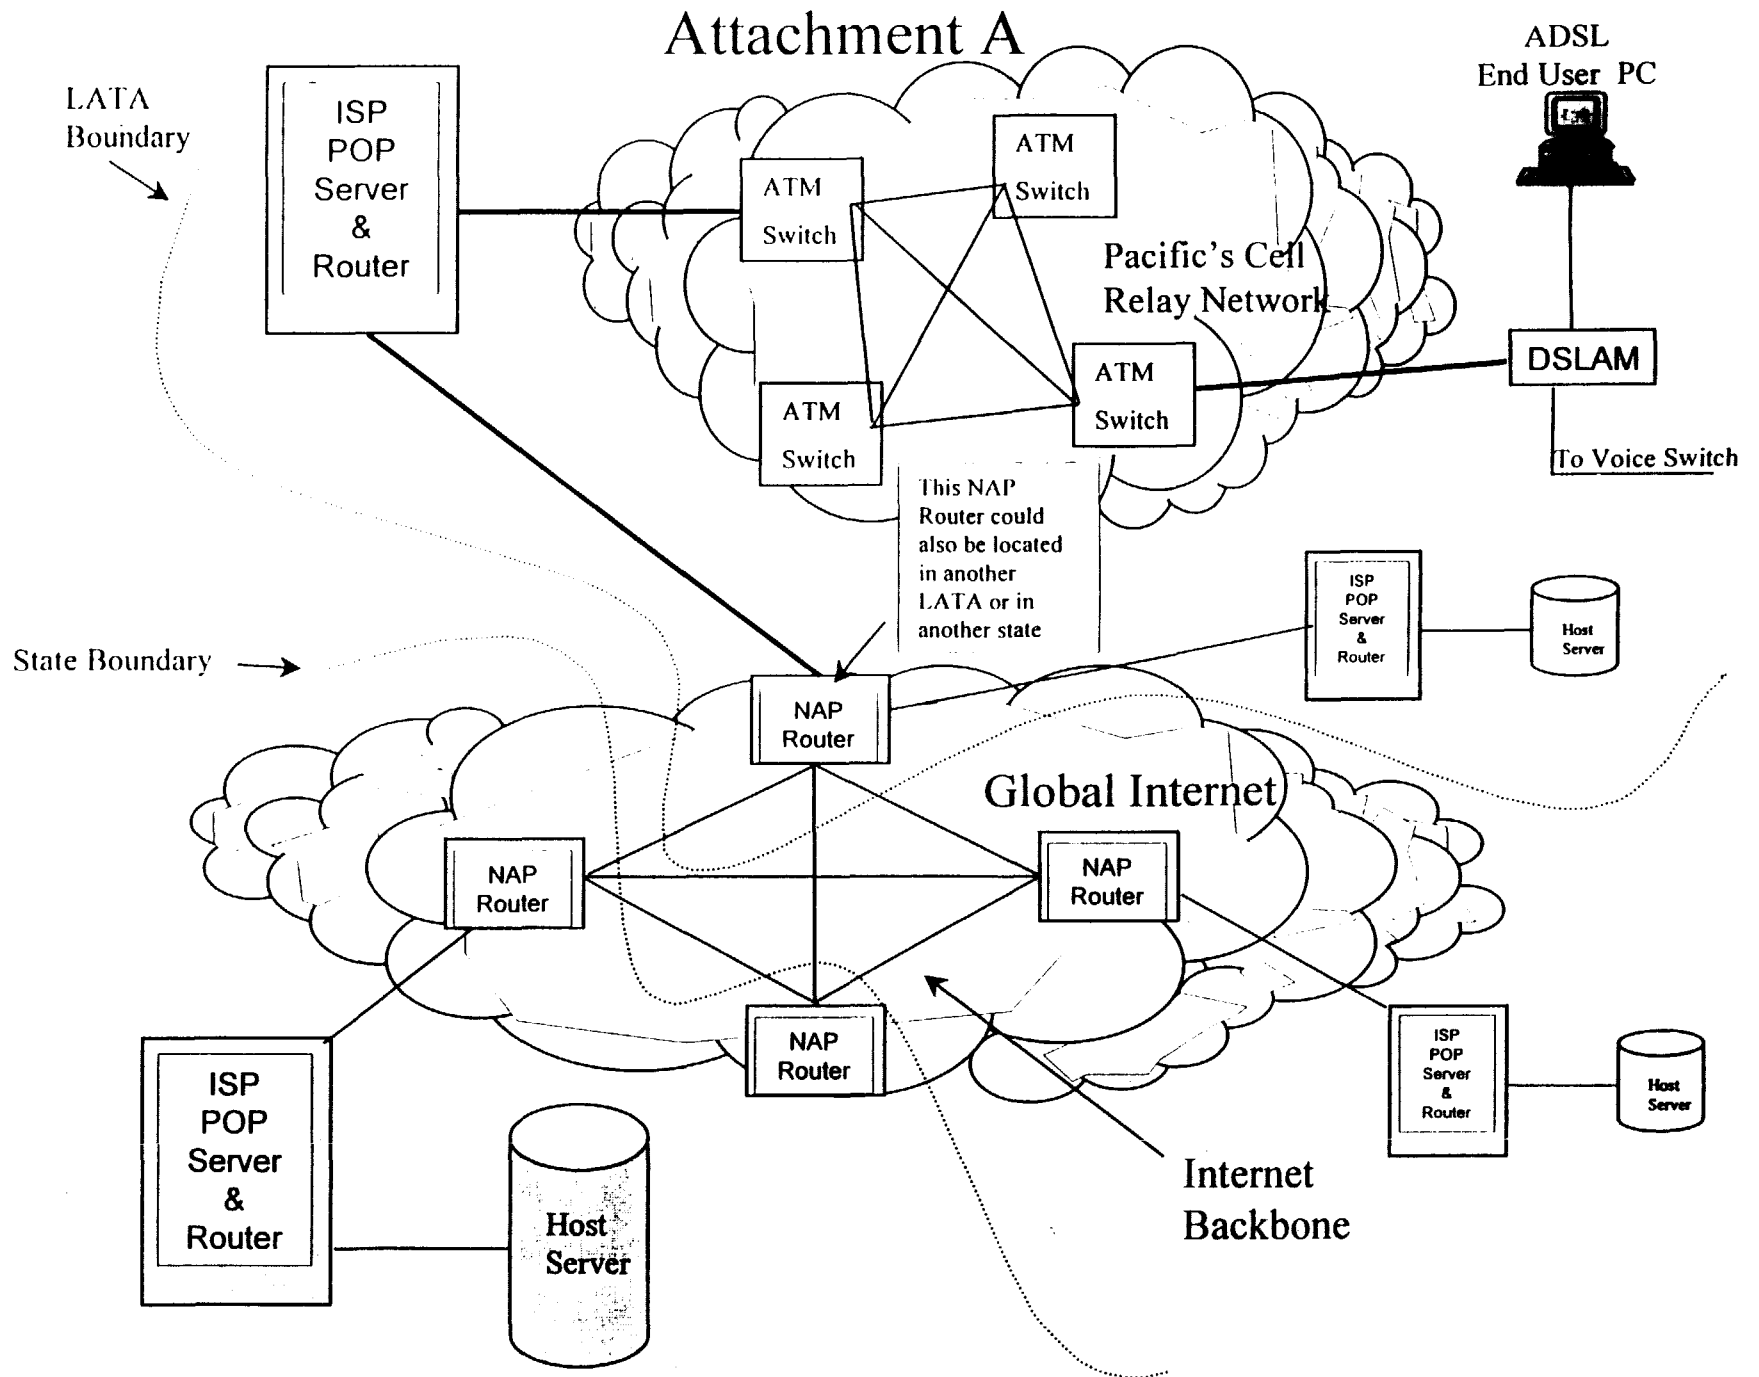 Attachment A
LATA
Boundary
ISP
POP
Server
&
Router
ATM
Switch
ATM
Switch
Pacific's Cell
Relay Network
ATM
Switch
ATM
Switch
ADSL
End User PC
DSLAM
To Voice Switch
This NAP
Router could
also be located
in another
LATA or in
another state
ISP
POP
Server
&
Router
Host
Server
State Boundary
NAP
Router
Global Internet
NAP
Router
NAP
Router
NAP
Router
ISP
POP
Server
&
Router
Host
Server
ISP
POP
Server
&
Router
Host
Server
Internet
Backbone